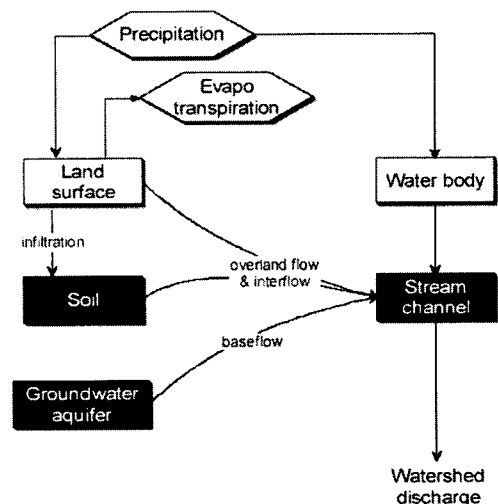 Precipitation
Evapo
transpiration
Land
surface
Water body
infiltration
overland flow
& interflow
Soil
Stream
channel
baseflow
Groundwater
aquifer
Watershed
discharge